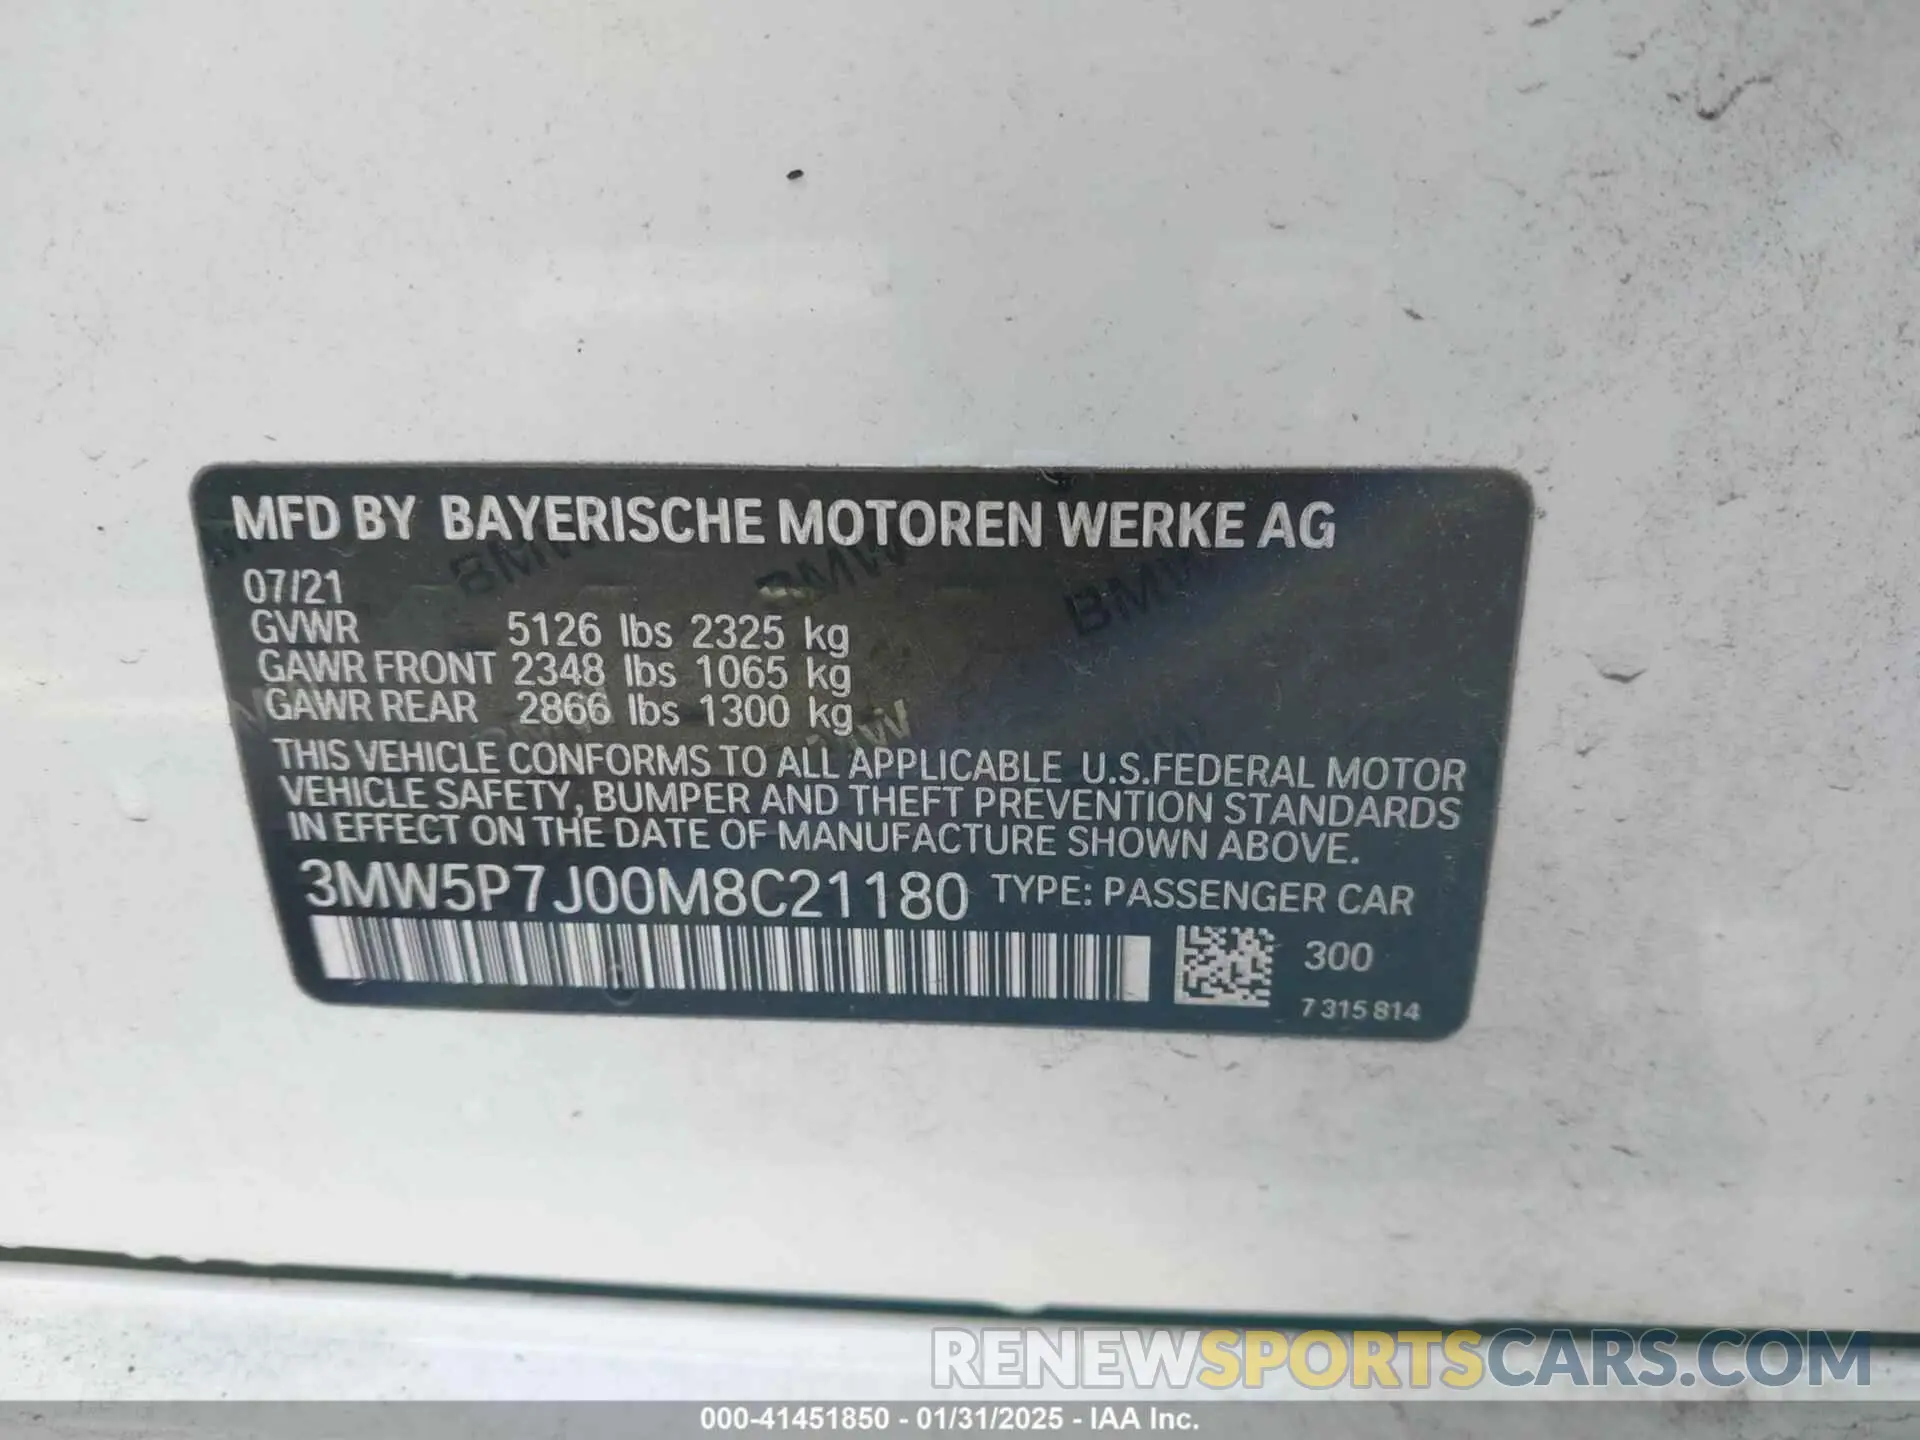 MFD BY BAYERISCHE MOTOREN WERKE AG
07/21
GVWR 5126 lbs 2325 kg
GAWR FRONT 2348 lbs 1065 kg
GAWR REAR 2866 lbs 1300 kg
THIS VEHICLE CONFORMS TO ALL APPLICABLE U.S.FEDERAL MOTOR
VEHICLE SAFETY, BUMPER AND THEFT PREVENTION STANDARDS
IN EFFECT ON THE DATE OF MANUFACTURE SHOWN ABOVE.
3MW5P7J00M8C21180 TYPE: PASSENGER CAR
300
7 315 814
RENEWSPORTSCARS.COM
000-41451850 - 01/31/2025 - IAA Inc.